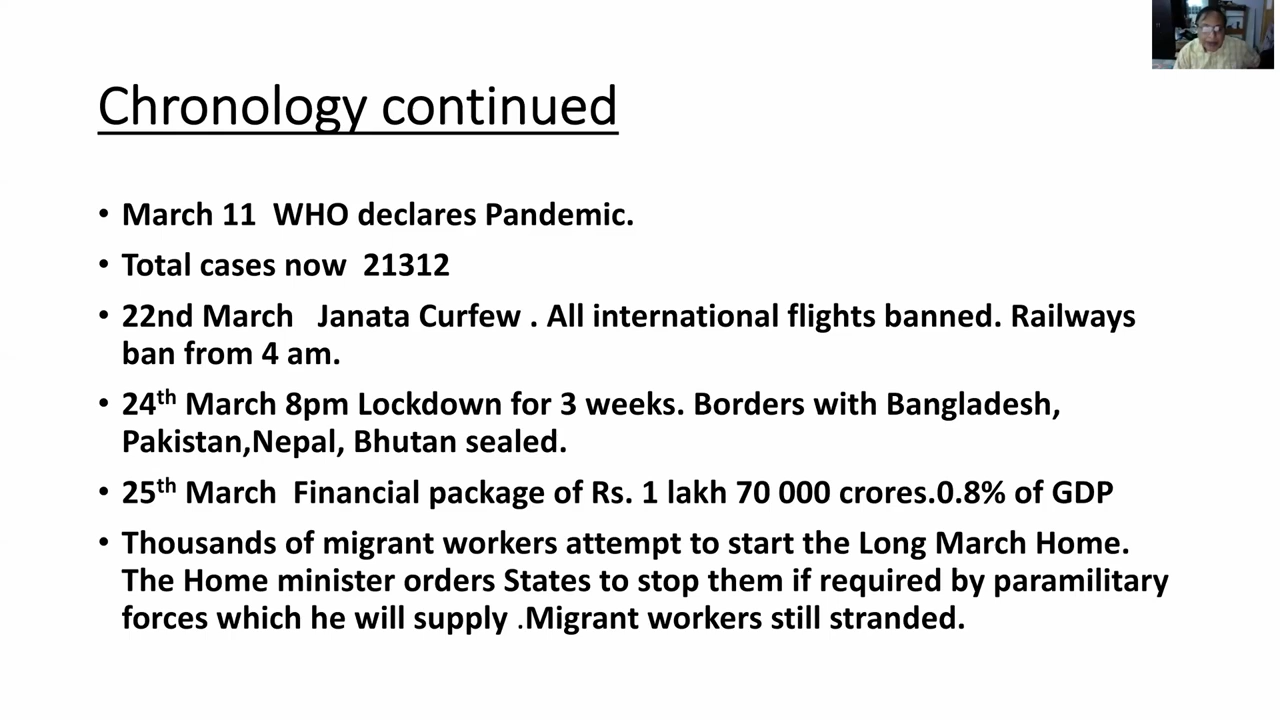 Chronology continued
• March 11  WHO declares Pandemic.
• Total cases now  21312
• 22nd March   Janata Curfew . All international flights banned. Railways
ban from 4 am.
• 24th March 8pm Lockdown for 3 weeks. Borders with Bangladesh,
Pakistan,Nepal, Bhutan sealed.
• 25th March  Financial package of Rs. 1 lakh 70 000 crores.0.8% of GDP
• Thousands of migrant workers attempt to start the Long March Home.
The Home minister orders States to stop them if required by paramilitary
forces which he will supply .Migrant workers still stranded.